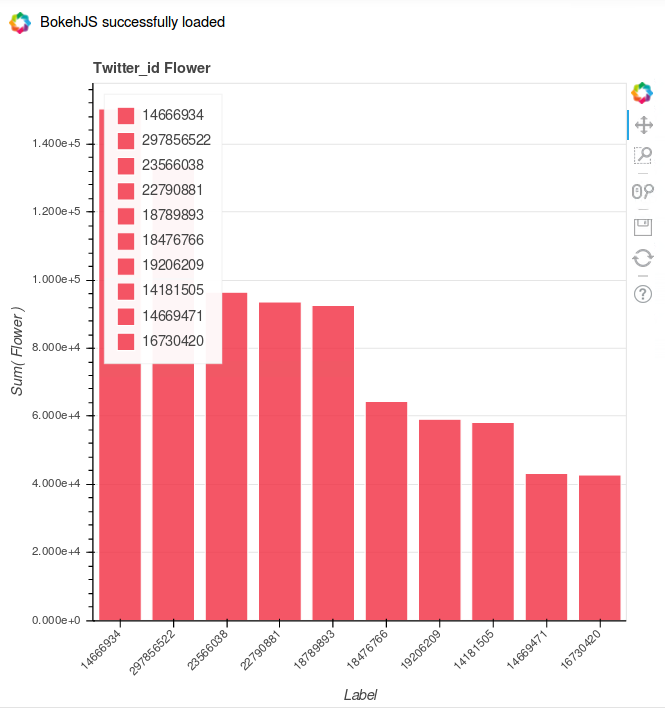 BokehJS successfully loaded
Twitter_id Flower
14666934
297856522
23566038
22790881
18789893
18476766
19206209
14181505
14669471
16730420
1.400e+5
1.200e+5
1.000e+5
8.000e+4
6.000e+4
4.000e+4
2.000e+4
0.000e+0
Sum( Flower )
14666934
297856522
23566038
22790881
18789893
18476766
19206209
14181505
14669471
16730420
Label